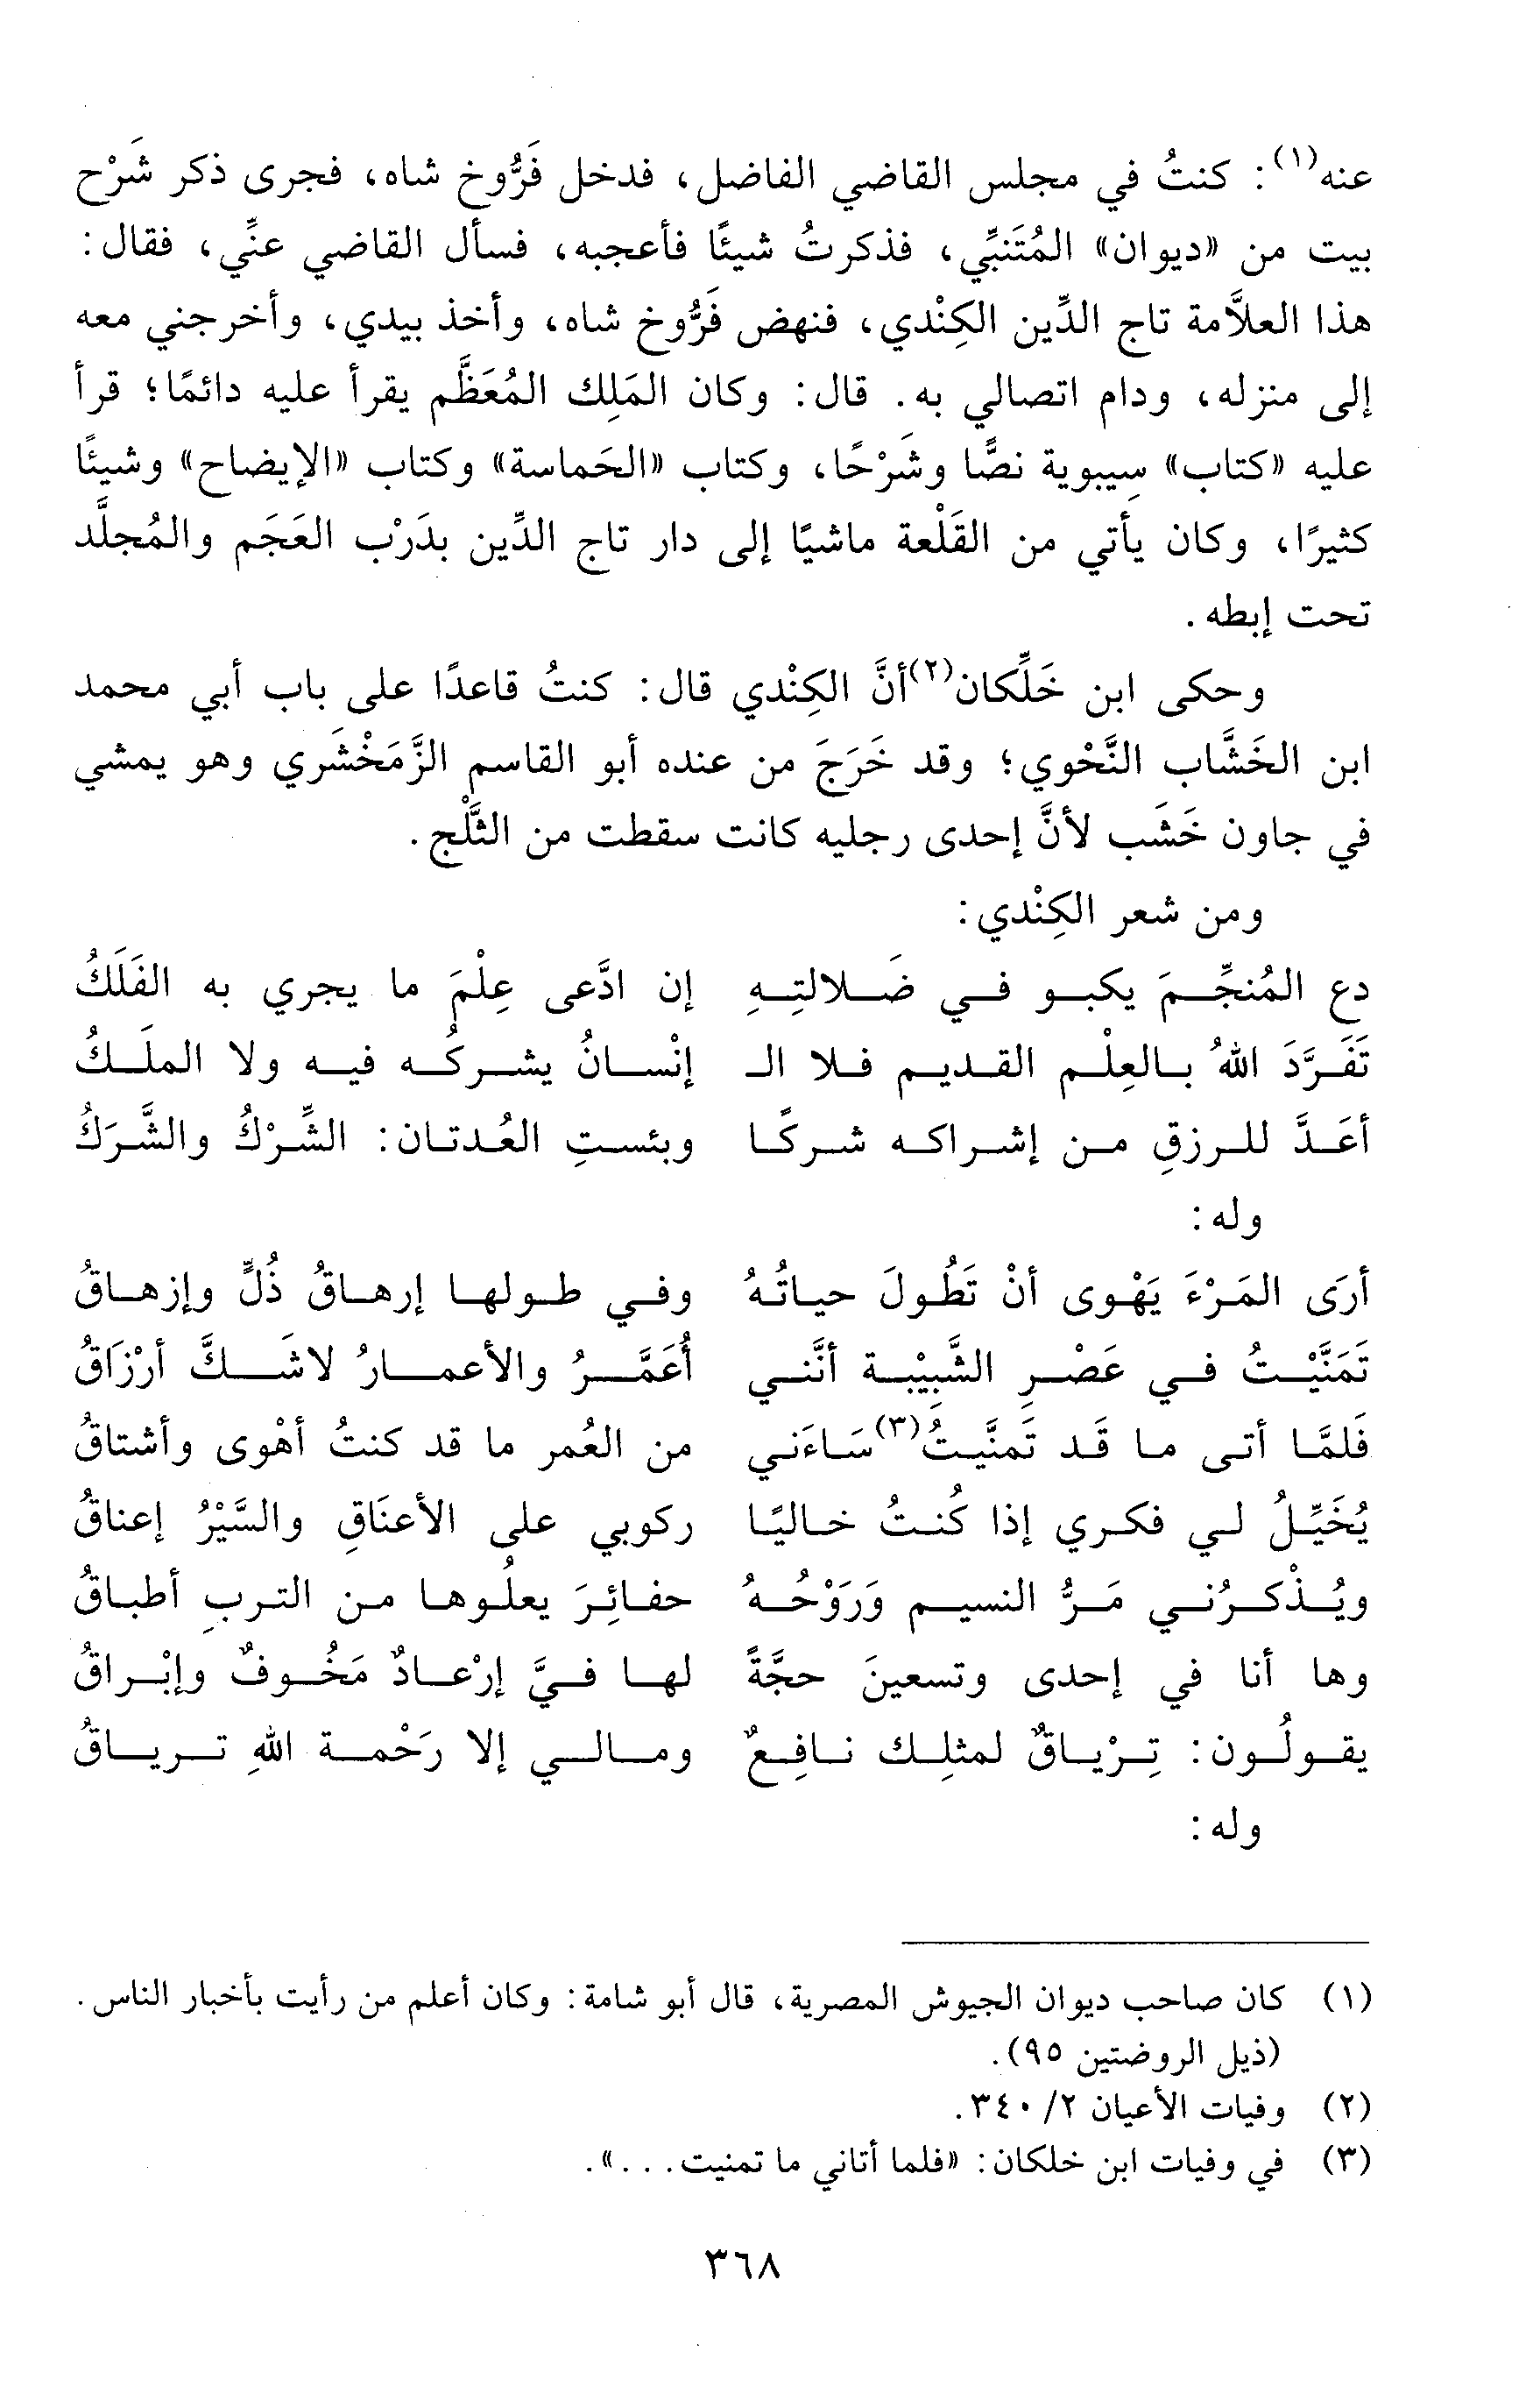 عنه(١): كنتُ في مجلس القاضي الفاضل، فدخل فَرُّوخ شاه، فجرى ذكر شَرْح
بيت من «ديوان» المُتَنبِّي، فذكرتُ شيئًا فأعجبه، فسأل القاضي عنِّي، فقال:
هذا العلاَّمة تاج الدِّين الكِنْدي، فنهض فَرُّوخ شاه، وأخذ بيدي، وأخرجني معه
إلى منزله، ودام اتصالي به. قال: وكان المَلِك المُعَظَّم يقرأ عليه دائمًا؛ قرأ
عليه «كتاب» سِيبوية نصًّا وشَرْحًا، وكتاب «الحَماسة» وكتاب «الإيضاح» وشيئًا
كثيرًا، وكان يأتي من القَلْعة ماشيًا إلى دار تاج الدِّين بدَرْب العَجَم والمُجلَّد
تحت إبطه.
وحكى ابن خَلِّكان(٢) أنَّ الكِنْدي قال: كنتُ قاعدًا على باب أبي محمد
ابن الخَشَّاب النَّحْوي؛ وقد خَرَجَ من عنده أبو القاسم الزَّمَخْشَري وهو يمشي
في جاون خَشَب لأنَّ إحدى رجليه كانت سقطت من الثَّلْج.
ومن شعر الكِنْدي:
دع المُنجِّمَ يكبو في ضَلالتِهِ إن ادَّعى عِلْمَ ما يجري به الفَلَكُ
تَفَرَّدَ اللهُ بالعِلْم القديم فلا الـ إنْسانُ يشركُه فيه ولا الملَكُ
أعَدَّ للرزقِ من إشراكه شركًا وبئستِ العُدتان: الشِّرْكُ والشَّرَكُ
وله:
أرَى المَرْءَ يَهْوى أنْ تَطُولَ حياتُهُ وفي طولها إرهاقُ ذُلٍّ وإزهاقُ
تَمَنَّيْتُ في عَصْرِ الشَّبِيْبة أنَّني أُعَمَّرُ والأعمارُ لاشَكَّ أرْزَاقُ
فَلمَّا أتى ما قَد تَمنَّيتُ(٣) سَاءَني من العُمر ما قد كنتُ أهْوى وأشتاقُ
يُخَيِّلُ لي فكري إذا كُنتُ خاليًا ركوبي على الأعنَاقِ والسَّيْرُ إعناقُ
ويُذْكرُني مَرُّ النسيم وَرَوْحُهُ حفائِرَ يعلُوها من التربِ أطباقُ
وها أنا في إحدى وتسعينَ حجَّةً لها فيَّ إرْعادٌ مَخُوفٌ وإبْراقُ
يقولُون: تِرْياقٌ لمثلِك نافِعٌ ومالي إلا رَحْمة اللهِ ترياقُ
وله:
(١) كان صاحب ديوان الجيوش المصرية، قال أبو شامة: وكان أعلم من رأيت بأخبار الناس.
(ذيل الروضتين ٩٥).
(٢) وفيات الأعيان ٢/ ٣٤٠.
(٣) في وفيات ابن خلكان: «فلما أتاني ما تمنيت...».
٣٦٨